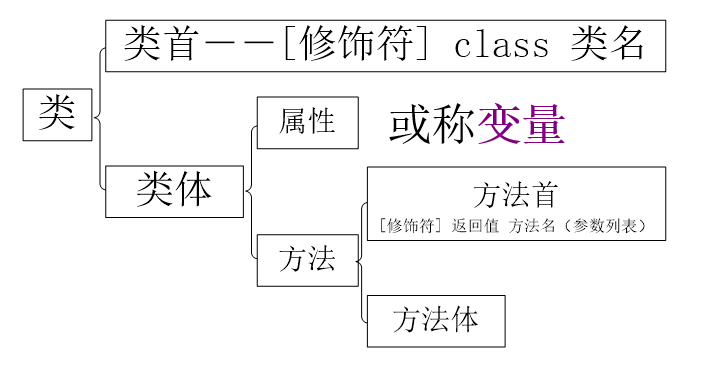 类首－－[修饰符] class 类名
类
属性
或称变量
类体
方法首
[修饰符] 返回值 方法名（参数列表）
方法
方法体